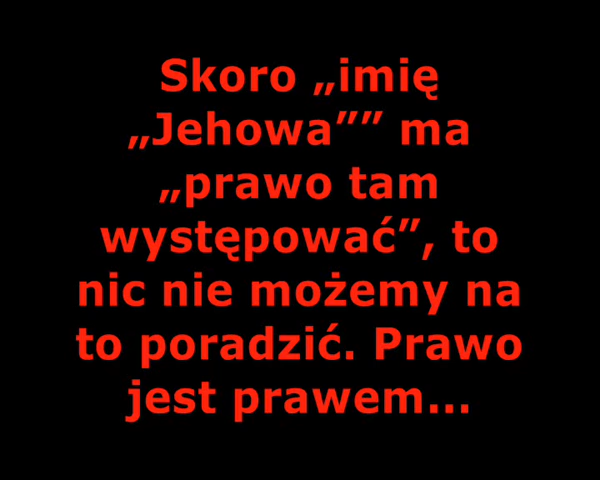 Skoro „imię
„Jehowa”” ma
„prawo tam
występować”, to
nic nie możemy na
to poradzić. Prawo
jest prawem...